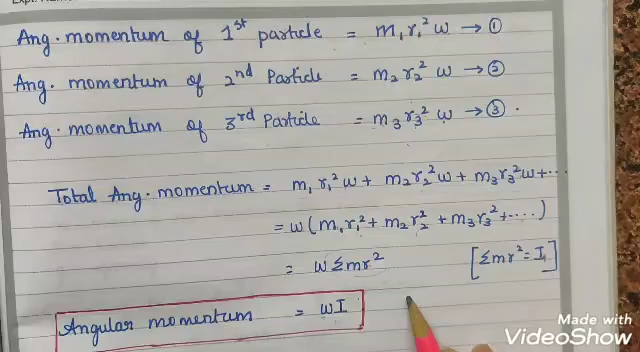 Ang. momentum of 1st particle = m₁r₁²ω → ①
Ang. momentum of 2nd Particle = m₂r₂²ω → ②
Ang. momentum of 3rd Particle = m₃r₃²ω → ③.
Total Ang. momentum = m₁r₁²ω + m₂r₂²ω + m₃r₃²ω + ...
= ω(m₁r₁² + m₂r₂² + m₃r₃² + ....)
= ω Σmr² [Σmr² = I]
Angular momentum = ωI
Made with
VideoShow